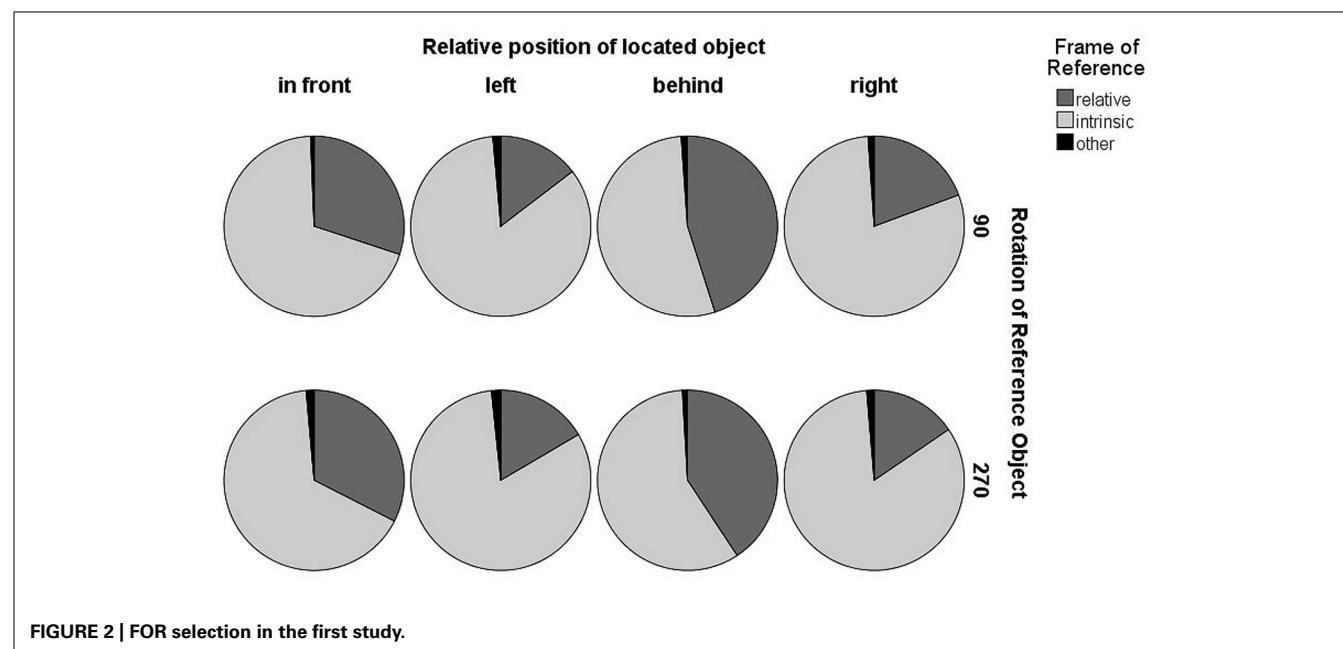 Relative position of located object
in front left behind right
Frame of
Reference
relative
intrinsic
other
90
270
Rotation of Reference Object
FIGURE 2 | FOR selection in the first study.